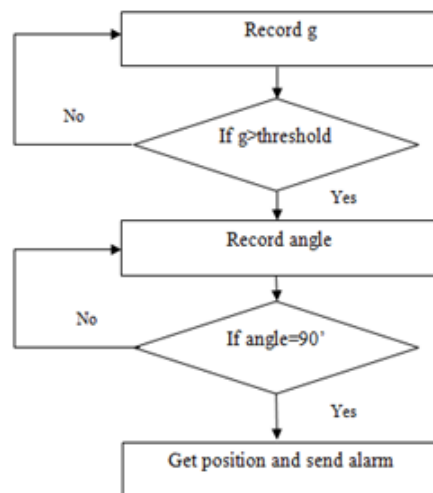 Record g
No
If g>threshold
Yes
Record angle
No
If angle=90’
Yes
Get position and send alarm